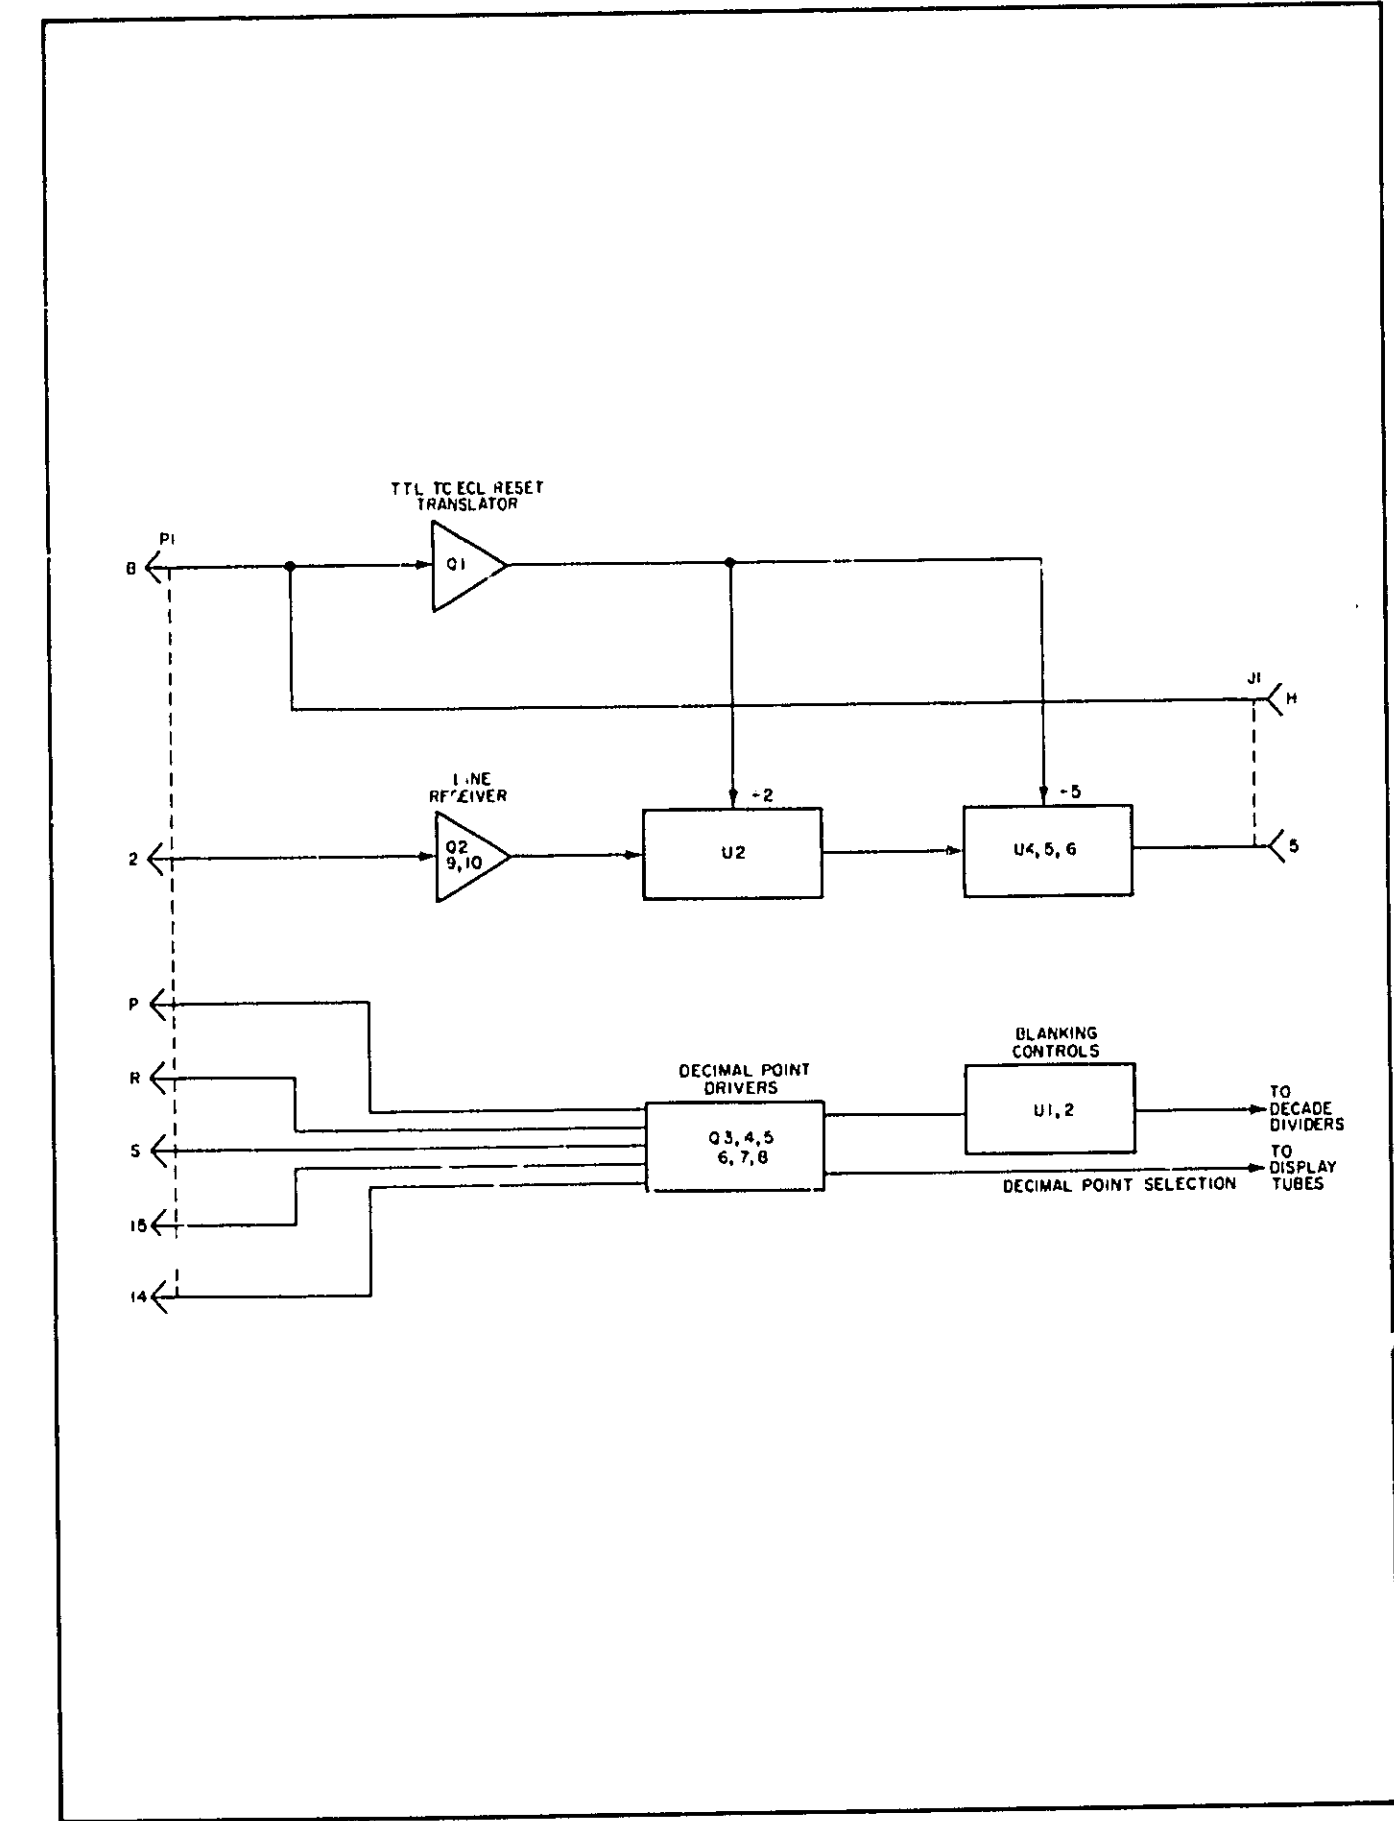 TTL TO ECL RESET
TRANSLATOR
P1
Q1
J1
H
LINE
RECEIVER
÷2
÷5
2
Q2
9,10
U2
U4,5,6
5
P
BLANKING
CONTROLS
R
DECIMAL POINT
DRIVERS
U1,2
TO
DECADE
DIVIDERS
S
Q3,4,5
6,7,8
TO
DISPLAY
TUBES
DECIMAL POINT SELECTION
15
14